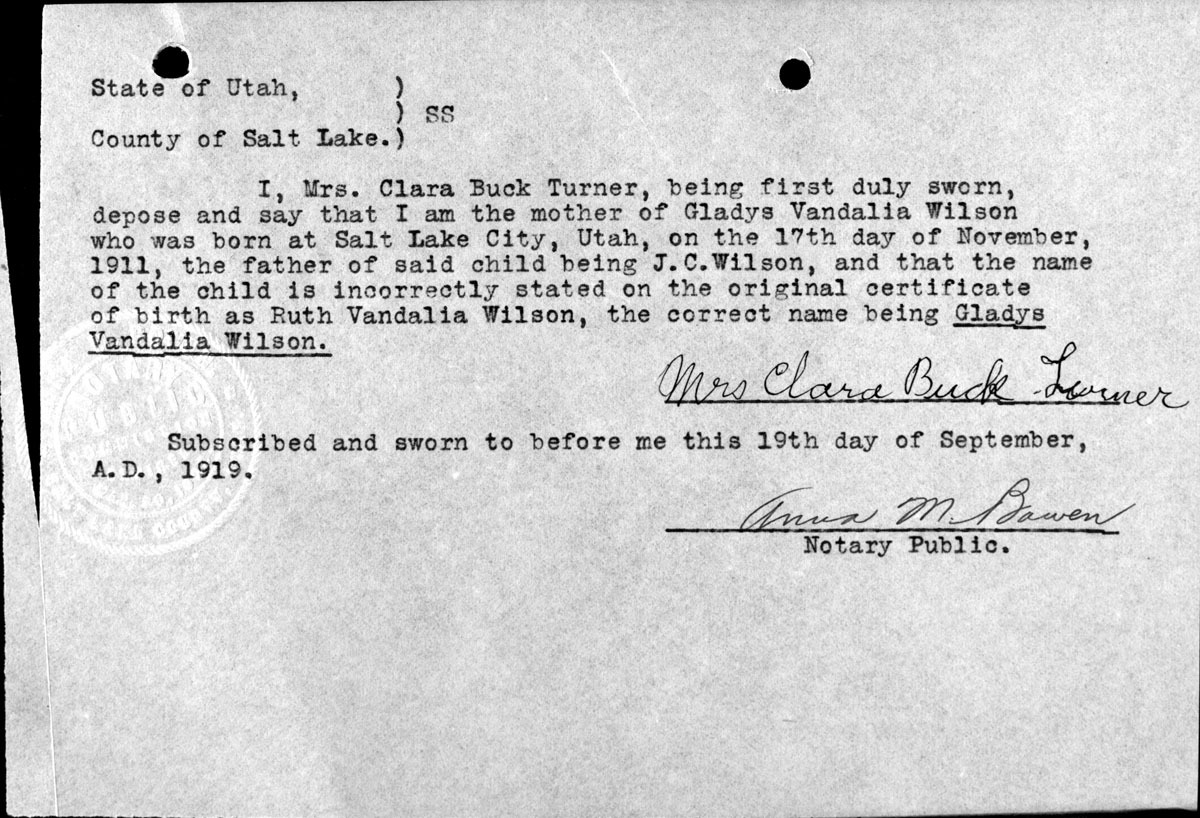 State of Utah, )
) SS
County of Salt Lake.)
I, Mrs. Clara Buck Turner, being first duly sworn,
depose and say that I am the mother of Gladys Vandalia Wilson
who was born at Salt Lake City, Utah, on the 17th day of November,
1911, the father of said child being J.C.Wilson, and that the name
of the child is incorrectly stated on the original certificate
of birth as Ruth Vandalia Wilson, the correct name being Gladys
Vandalia Wilson.
Mrs Clara Buck Turner
Subscribed and sworn to before me this 19th day of September,
A.D., 1919.
Anna M. Bowen
Notary Public.